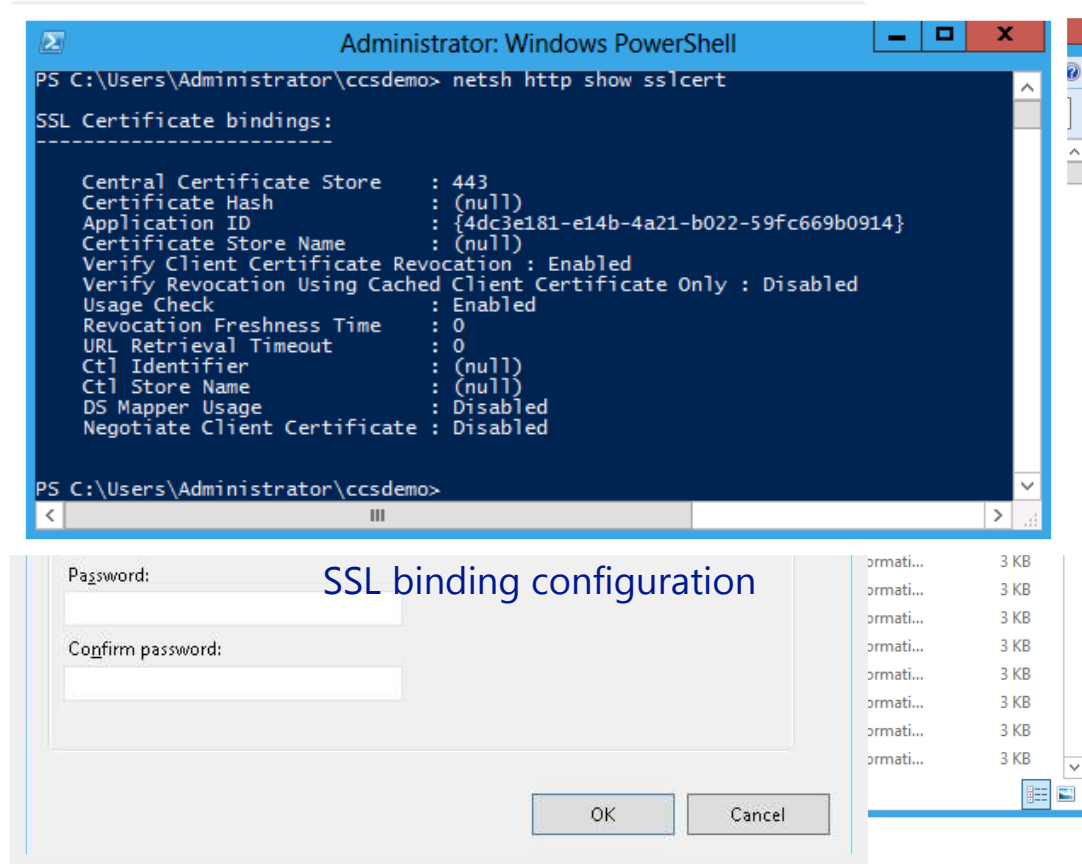 Administrator: Windows PowerShell
PS C:\Users\Administrator\ccsdemo> netsh http show sslcert
SSL Certificate bindings:
-------------------------
Central Certificate Store : 443
Certificate Hash : (null)
Application ID : {4dc3e181-e14b-4a21-b022-59fc669b0914}
Certificate Store Name : (null)
Verify Client Certificate Revocation : Enabled
Verify Revocation Using Cached Client Certificate Only : Disabled
Usage Check : Enabled
Revocation Freshness Time : 0
URL Retrieval Timeout : 0
Ctl Identifier : (null)
Ctl Store Name : (null)
DS Mapper Usage : Disabled
Negotiate Client Certificate : Disabled
PS C:\Users\Administrator\ccsdemo>
SSL binding configuration
Password:
Confirm password:
OK Cancel
ormati... 3 KB
ormati... 3 KB
ormati... 3 KB
ormati... 3 KB
ormati... 3 KB
ormati... 3 KB
ormati... 3 KB
ormati... 3 KB